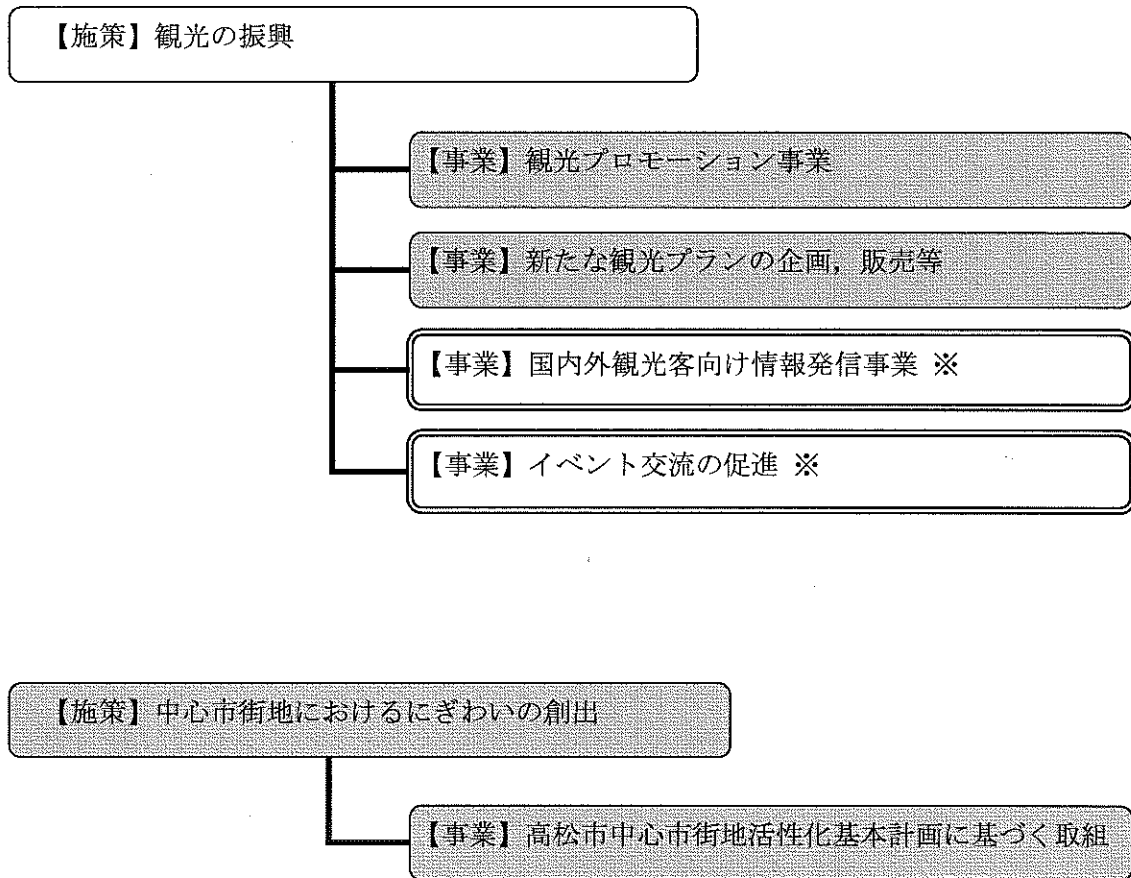 【施策】観光の振興
【事業】観光プロモーション事業
【事業】新たな観光プランの企画，販売等
【事業】国内外観光客向け情報発信事業 ※
【事業】イベント交流の促進 ※
【施策】中心市街地におけるにぎわいの創出
【事業】高松市中心市街地活性化基本計画に基づく取組